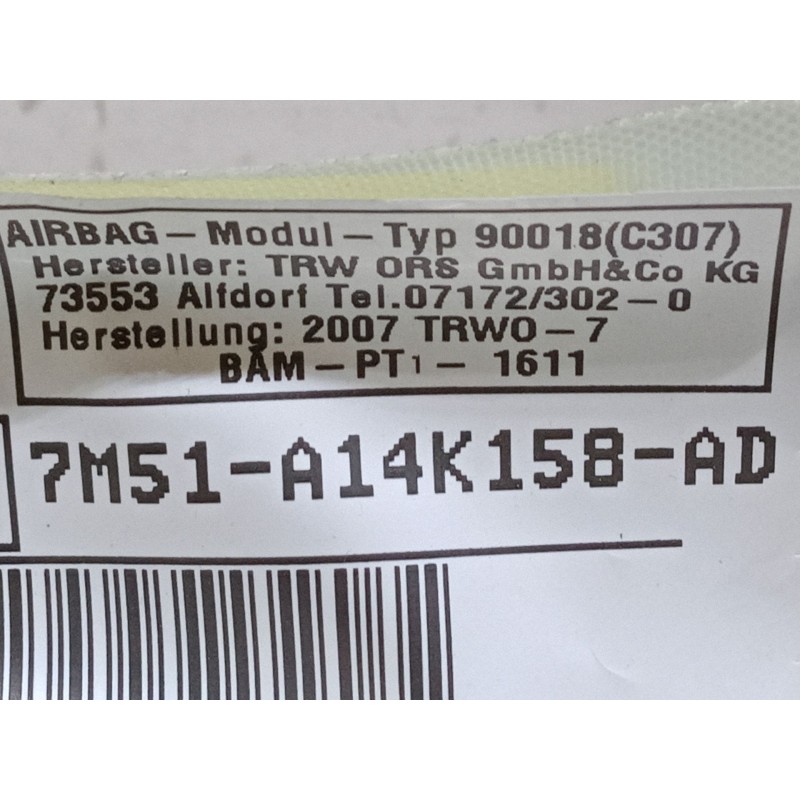 AIRBAG-Modul-Typ 90018(C307)
Hersteller: TRW ORS GmbH&Co KG
73553 Alfdorf Tel.07172/302-0
Herstellung: 2007 TRWO-7
BAM-PT1-1611
7M51-A14K158-AD